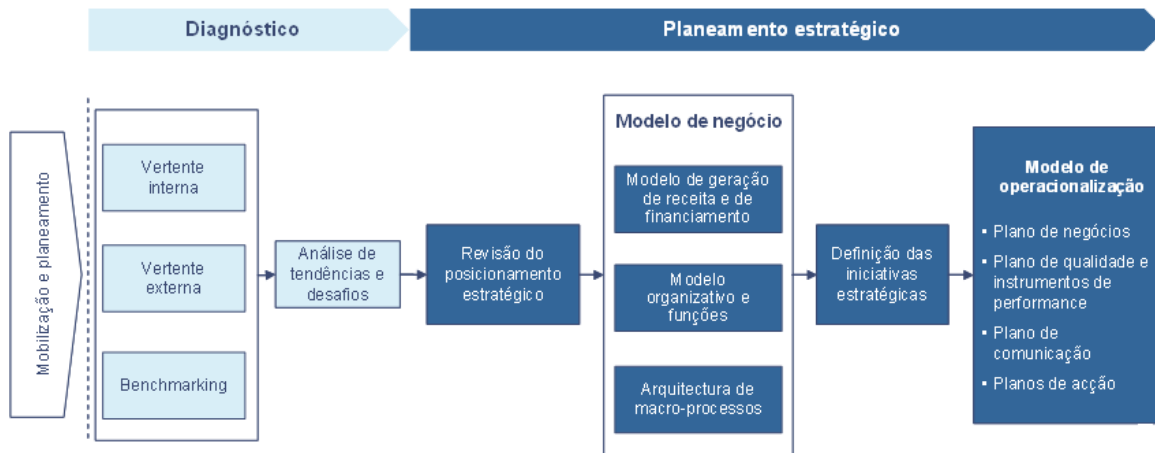 Diagnóstico
Planeamento estratégico
Mobilização e planeamento
Vertente
interna
Vertente
externa
Benchmarking
Análise de
tendências e
desafios
Revisão do
posicionamento
estratégico
Modelo de negócio
Modelo de geração
de receita e de
financiamento
Modelo
organizativo e
funções
Arquitectura de
macro-processos
Definição das
iniciativas
estratégicas
Modelo de
operacionalização
▪ Plano de negócios
▪ Plano de qualidade e
instrumentos de
performance
▪ Plano de
comunicação
▪ Planos de acção